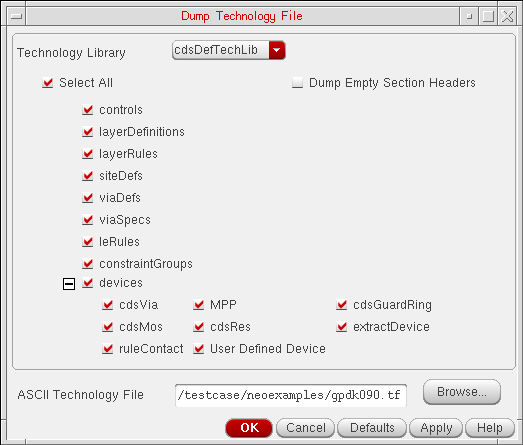 Dump Technology File
Technology Library cdsDefTechLib
Select All Dump Empty Section Headers
controls
layerDefinitions
layerRules
siteDefs
viaDefs
viaSpecs
leRules
constraintGroups
devices
cdsVia MPP cdsGuardRing
cdsMos cdsRes extractDevice
ruleContact User Defined Device
ASCII Technology File /testcase/neoexamples/gpdk090.tf Browse...
OK Cancel Defaults Apply Help